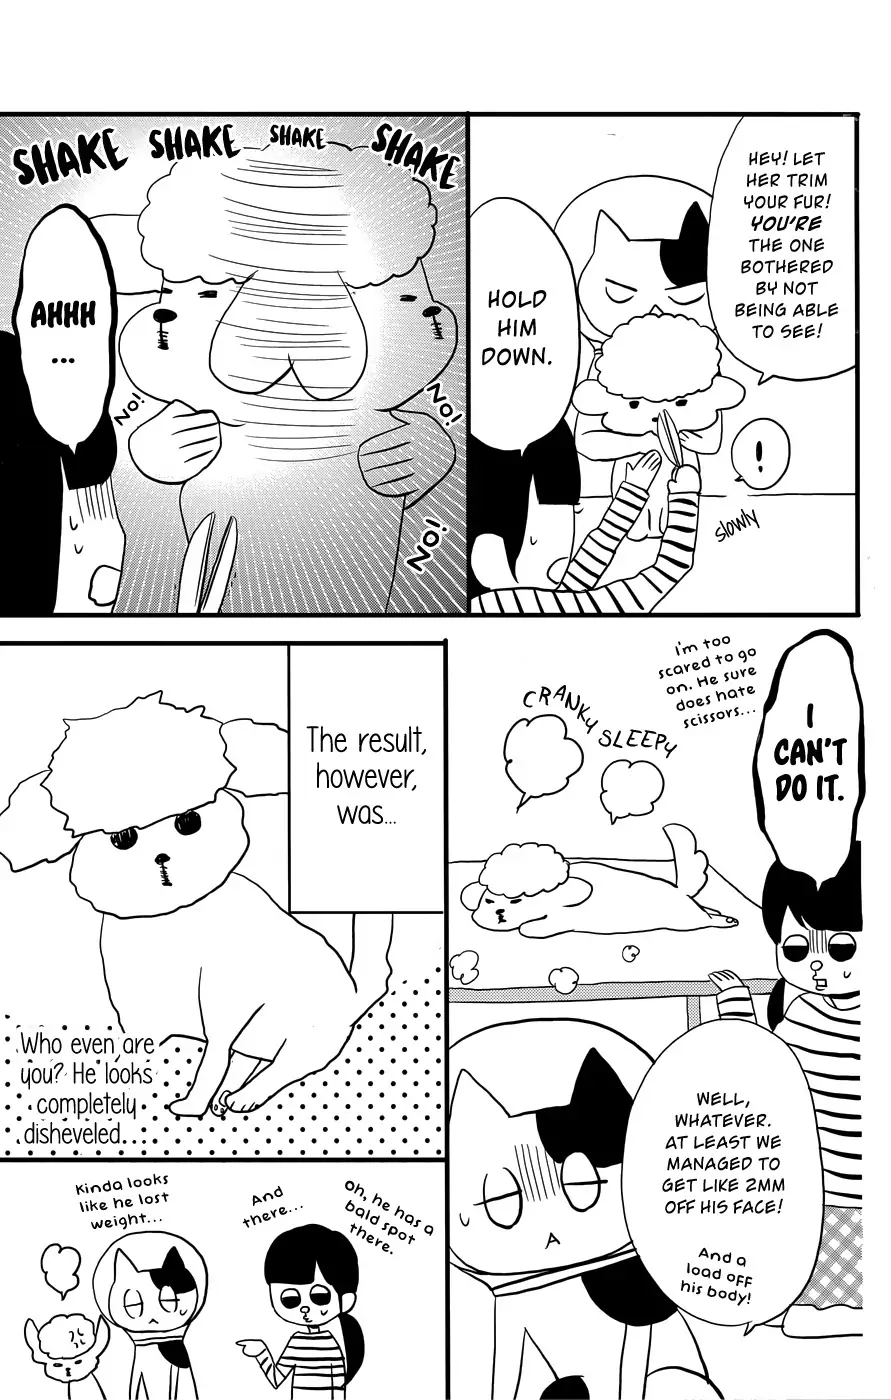 HEY! LET
HER TRIM
YOUR FUR!
YOU'RE
THE ONE
BOTHERED
BY NOT
BEING ABLE
TO SEE!
HOLD
HIM
DOWN.
!
slowly
SHAKE
SHAKE
SHAKE
SHAKE
AHHH
...
NO!
NO!
NO!
I
CAN'T
DO IT.
I'm too
scared to go
on. He sure
does hate
scissors...
CRANKY
SLEEPY
WELL,
WHATEVER.
AT LEAST WE
MANAGED TO
GET LIKE 2MM
OFF HIS FACE!
And a
load off
his body!
The result,
however,
was...
Who even are
you? He looks
completely
disheveled...
Oh, he has a
bald spot
there.
And
there...
Kinda looks
like he lost
weight...